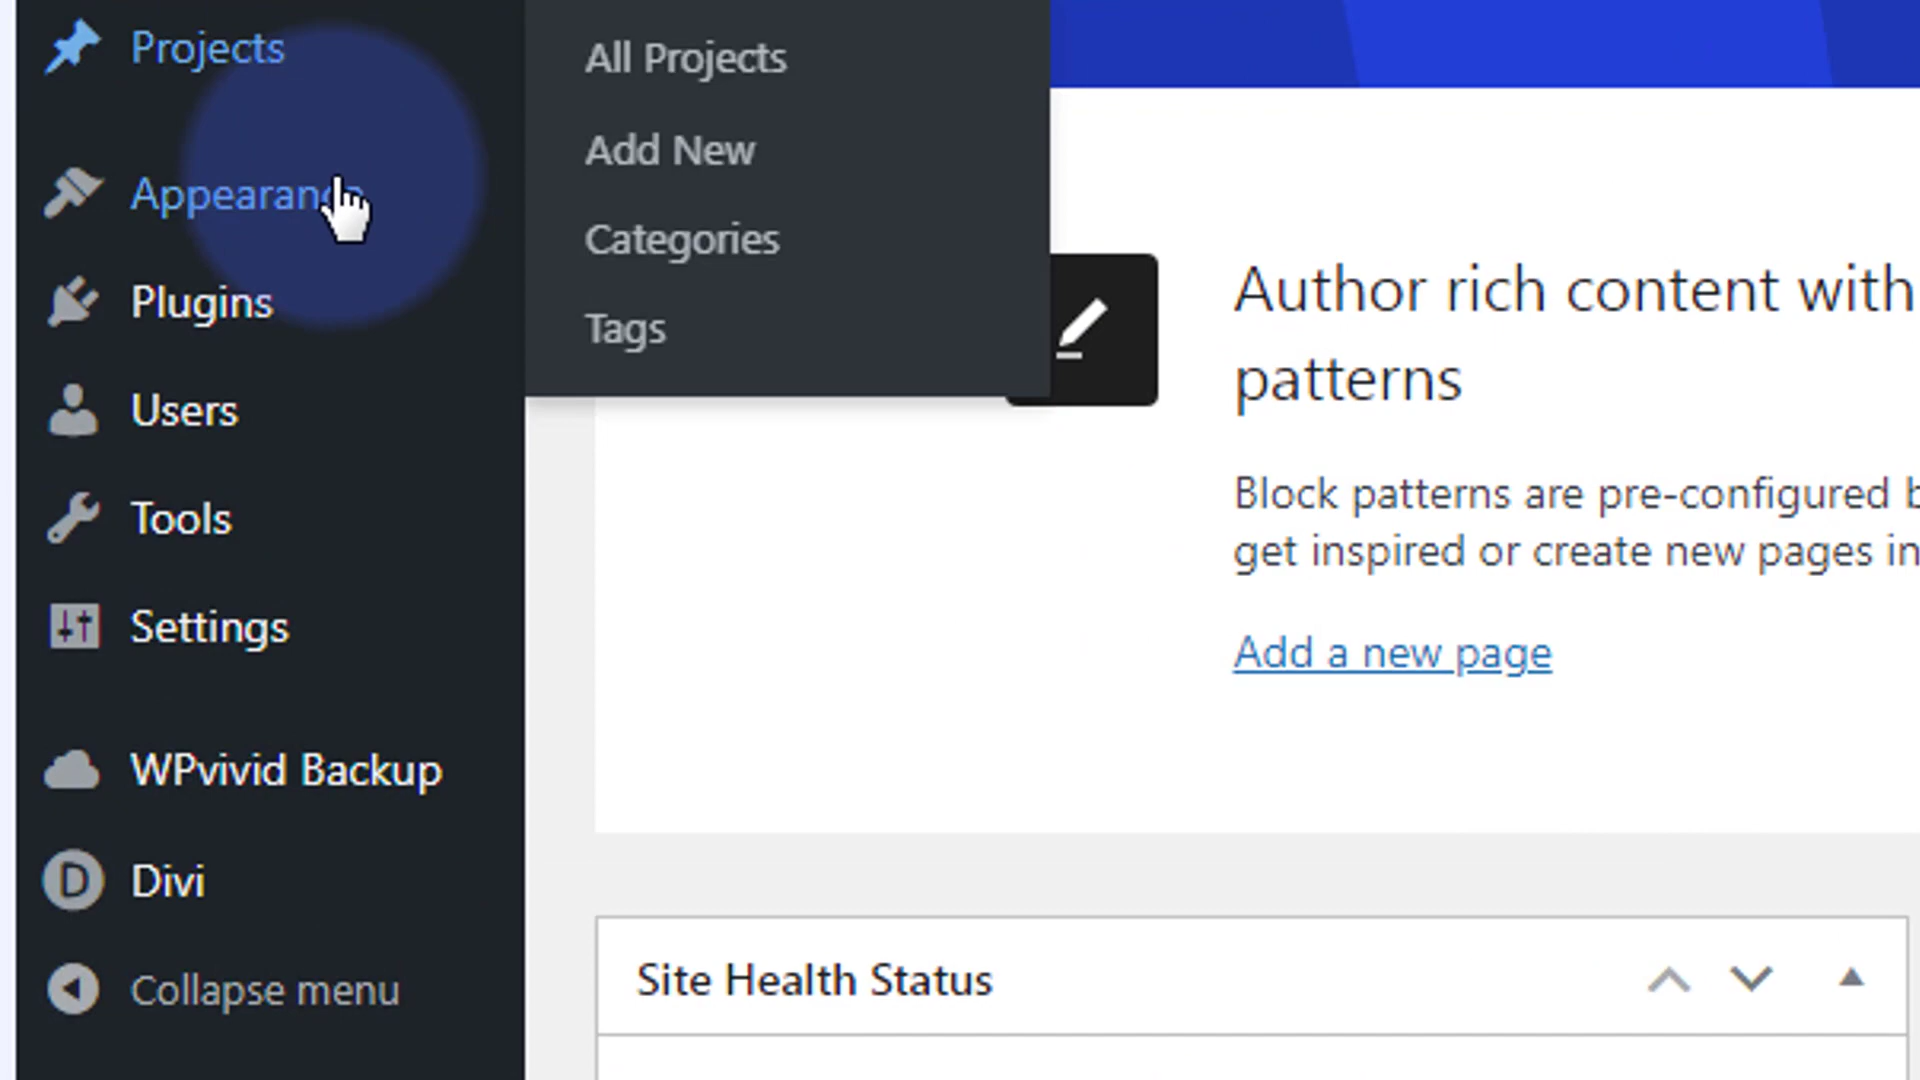 Projects
Appearance
Plugins
Users
Tools
Settings
WPvivid Backup
D
Divi
Collapse menu
All Projects
Add New
Categories
Tags
Author rich content with
patterns
Block patterns are pre-configured b
get inspired or create new pages in
Add a new page
Site Health Status